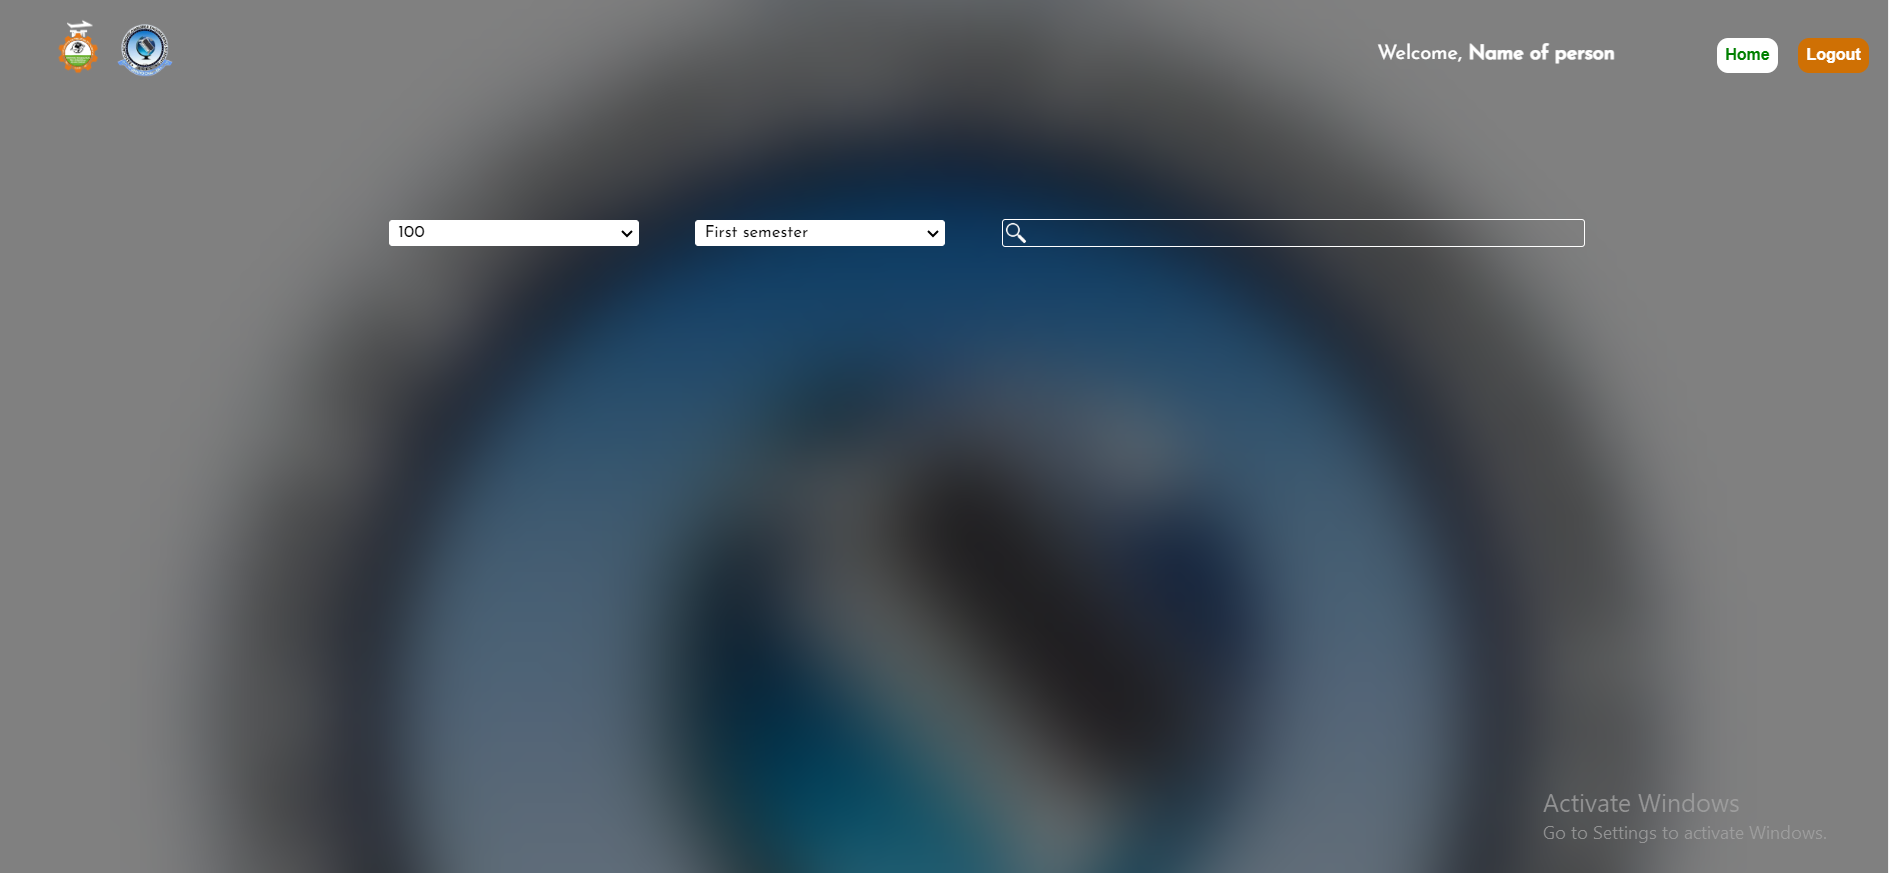 Welcome, Name of person
Home
Logout
100
First semester
Activate Windows
Go to Settings to activate Windows.